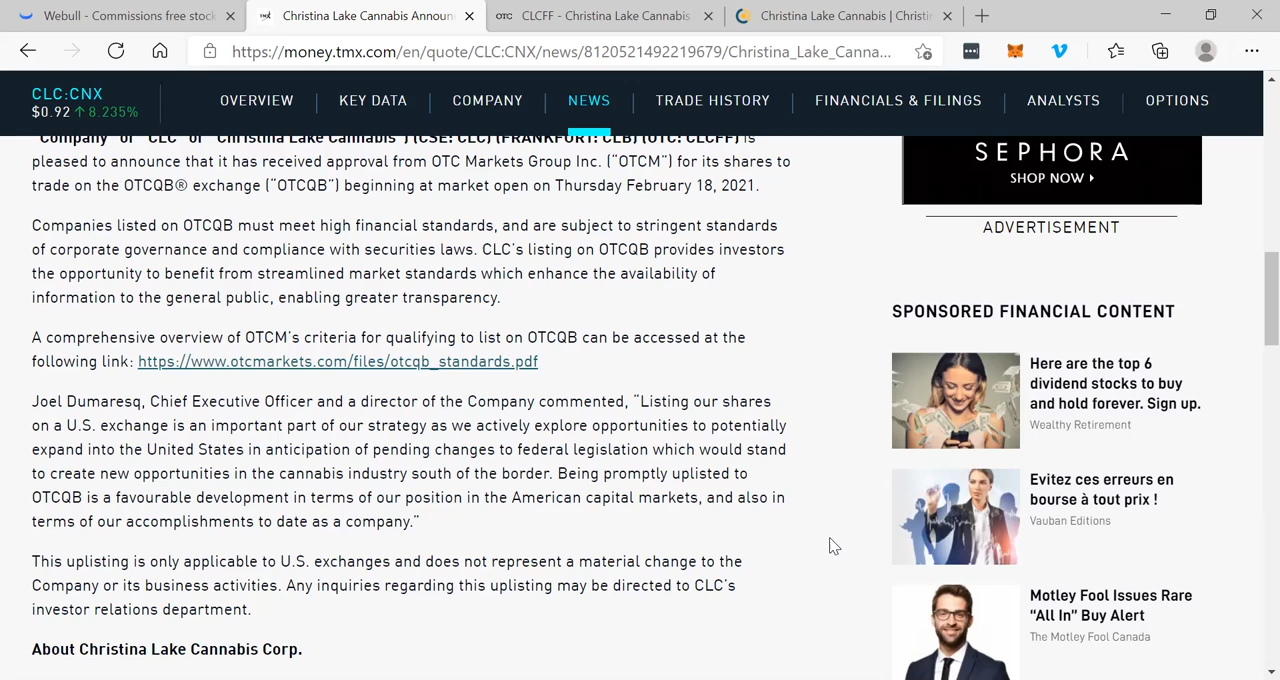 Webull - Commissions free stock
Christina Lake Cannabis Announ
CLCFF - Christina Lake Cannabis
Christina Lake Cannabis | Christi
https://money.tmx.com/en/quote/CLC:CNX/news/8120521492219679/Christina_Lake_Canna...
CLC:CNX
$0.92 ↑ 8.235%
OVERVIEW
KEY DATA
COMPANY
NEWS
TRADE HISTORY
FINANCIALS & FILINGS
ANALYSTS
OPTIONS
"Company" or "CLC" or "Christina Lake Cannabis") (CSE: CLC) (FRANKFURT: CLB) (OTC: CLCFF) is
pleased to announce that it has received approval from OTC Markets Group Inc. (“OTCM”) for its shares to
trade on the OTCQB® exchange (“OTCQB”) beginning at market open on Thursday February 18, 2021.
Companies listed on OTCQB must meet high financial standards, and are subject to stringent standards
of corporate governance and compliance with securities laws. CLC’s listing on OTCQB provides investors
the opportunity to benefit from streamlined market standards which enhance the availability of
information to the general public, enabling greater transparency.
A comprehensive overview of OTCM’s criteria for qualifying to list on OTCQB can be accessed at the
following link: https://www.otcmarkets.com/files/otcqb_standards.pdf
Joel Dumaresq, Chief Executive Officer and a director of the Company commented, “Listing our shares
on a U.S. exchange is an important part of our strategy as we actively explore opportunities to potentially
expand into the United States in anticipation of pending changes to federal legislation which would stand
to create new opportunities in the cannabis industry south of the border. Being promptly uplisted to
OTCQB is a favourable development in terms of our position in the American capital markets, and also in
terms of our accomplishments to date as a company.”
This uplisting is only applicable to U.S. exchanges and does not represent a material change to the
Company or its business activities. Any inquiries regarding this uplisting may be directed to CLC’s
investor relations department.
About Christina Lake Cannabis Corp.
SEPHORA
SHOP NOW
ADVERTISEMENT
SPONSORED FINANCIAL CONTENT
Here are the top 6
dividend stocks to buy
and hold forever. Sign up.
Wealthy Retirement
Evitez ces erreurs en
bourse à tout prix !
Vauban Editions
Motley Fool Issues Rare
“All In” Buy Alert
The Motley Fool Canada